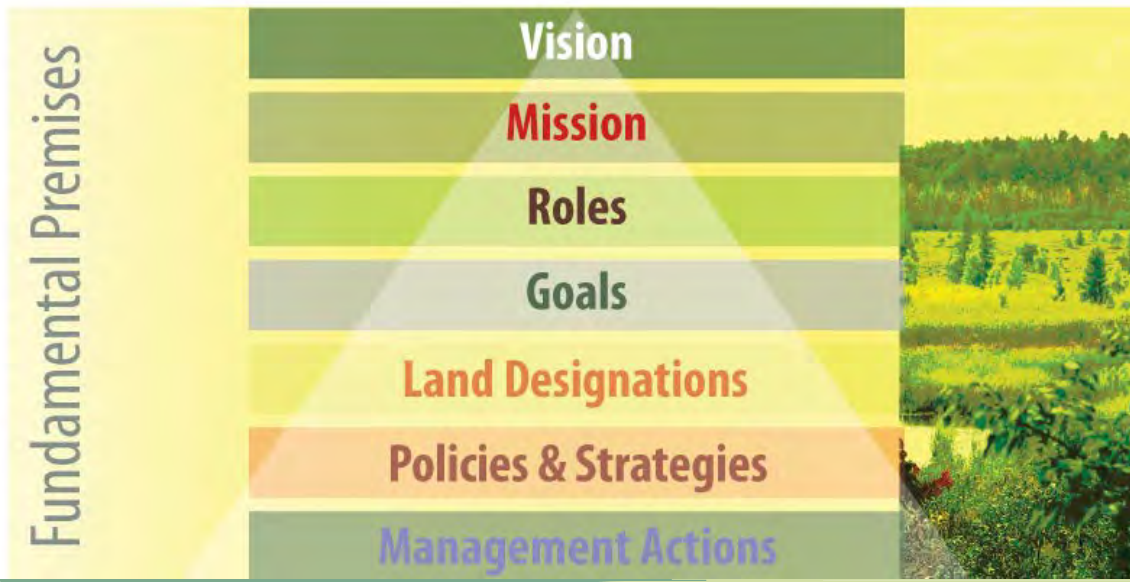 Fundamental Premises
Vision
Mission
Roles
Goals
Land Designations
Policies & Strategies
Management Actions